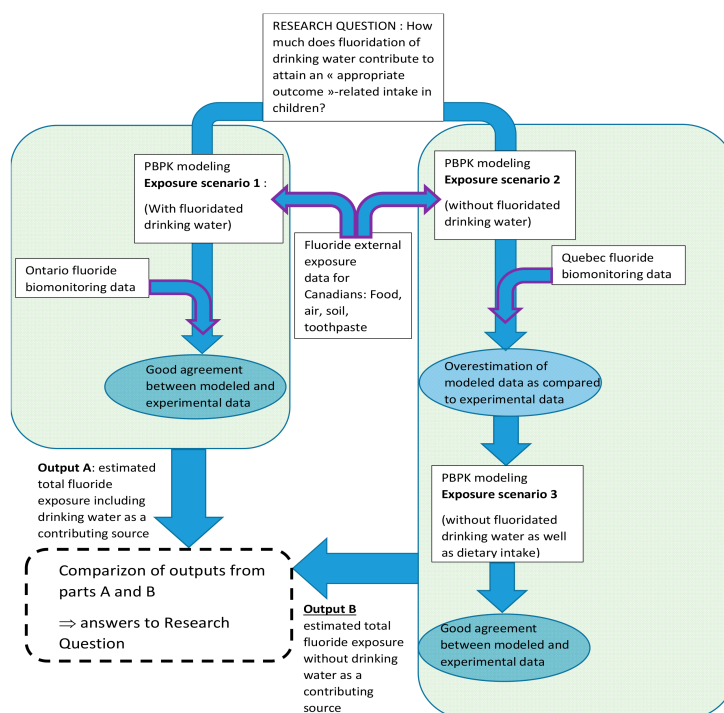 RESEARCH QUESTION : How
much does fluoridation of
drinking water contribute to
attain an « appropriate
outcome »-related intake in
children?
PBPK modeling
Exposure scenario 1 :
(With fluoridated
drinking water)
PBPK modeling
Exposure scenario 2
(without fluoridated
drinking water)
Fluoride external
exposure
data for
Canadians: Food,
air, soil,
toothpaste
Ontario fluoride
biomonitoring data
Quebec fluoride
biomonitoring data
Good agreement
between modeled and
experimental data
Overestimation of
modeled data as compared
to experimental data
Output A: estimated
total fluoride
exposure including
drinking water as a
contributing source
PBPK modeling
Exposure scenario 3
(without fluoridated
drinking water as well
as dietary intake)
Comparizon of outputs from
parts A and B
⇒ answers to Research
Question
Output B
estimated total
fluoride exposure
without drinking
water as a
contributing
source
Good agreement
between modeled and
experimental data